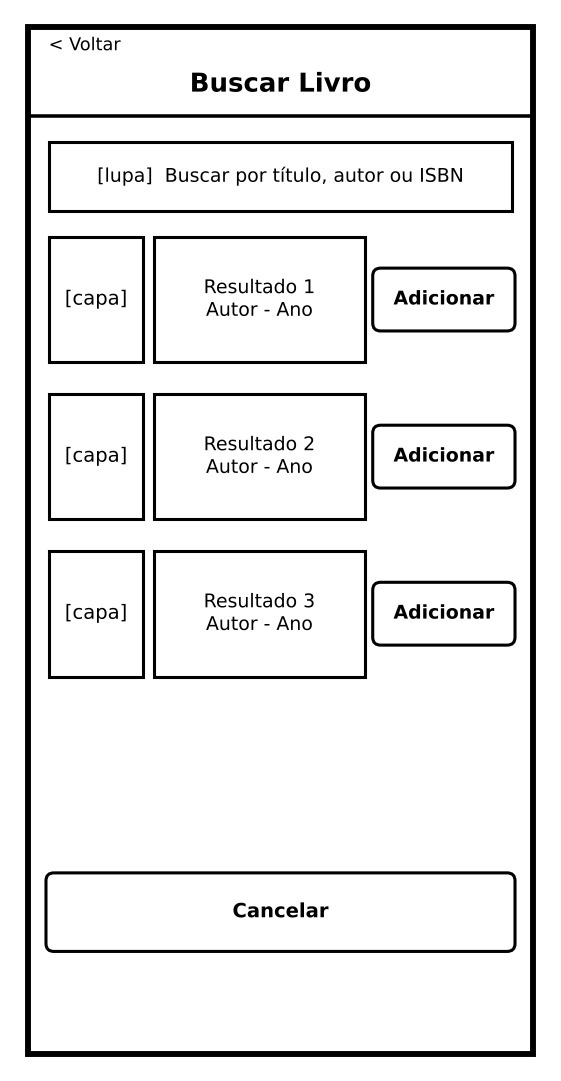 < Voltar
Buscar Livro
[lupa]  Buscar por título, autor ou ISBN
[capa]
Resultado 1
Autor - Ano
Adicionar
[capa]
Resultado 2
Autor - Ano
Adicionar
[capa]
Resultado 3
Autor - Ano
Adicionar
Cancelar